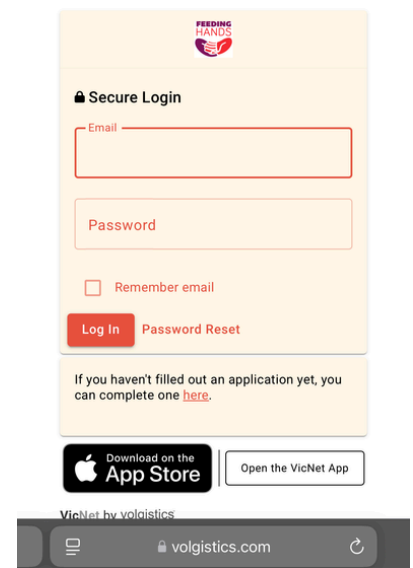 FEEDING
HANDS
Secure Login
Email
Password
Remember email
Log In
Password Reset
If you haven't filled out an application yet, you
can complete one here.
Download on the
App Store
Open the VicNet App
VicNet by volgistics
volgistics.com